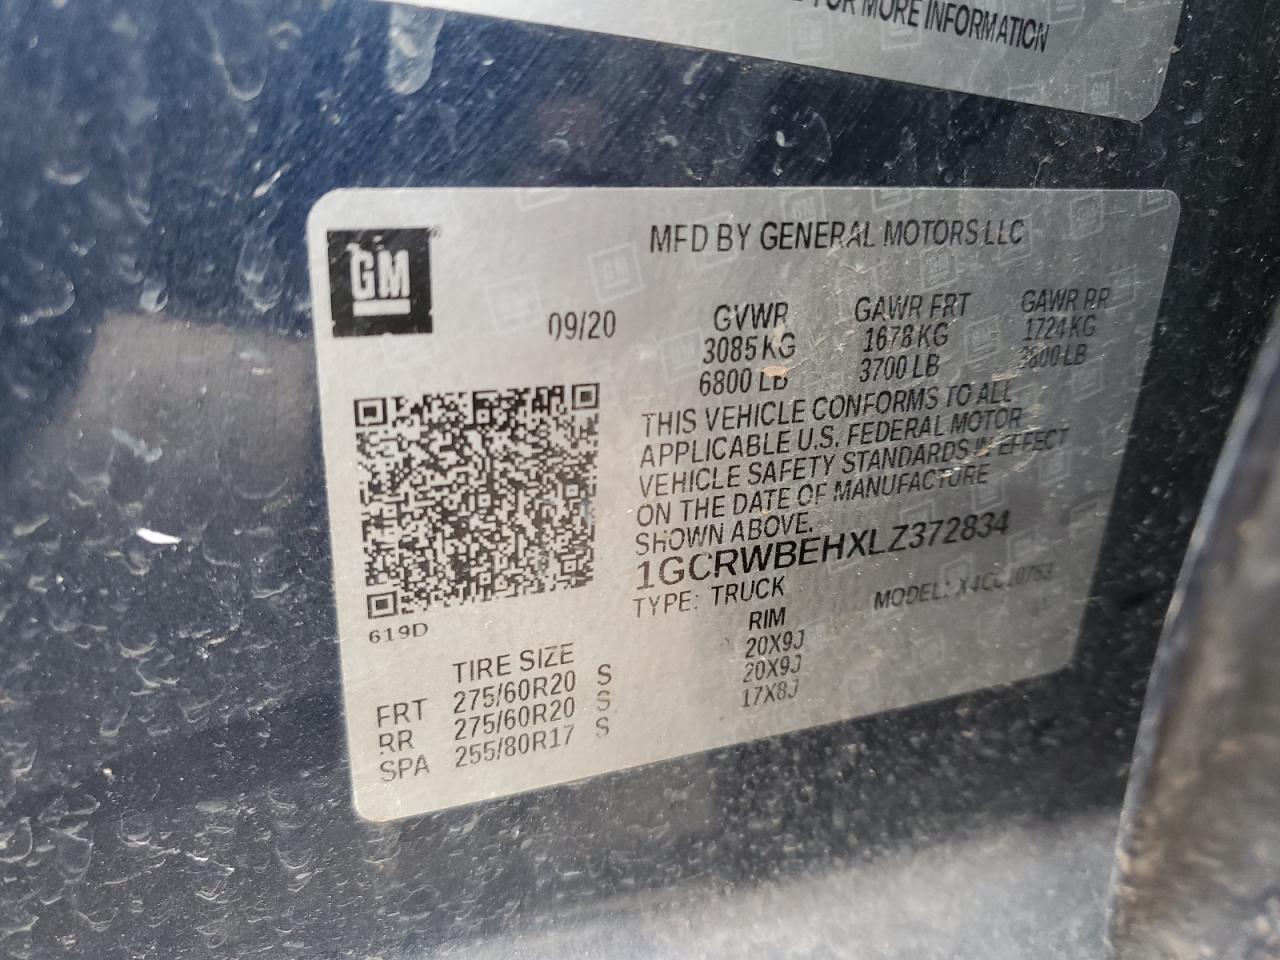 FOR MORE INFORMATION
GM
MFD BY GENERAL MOTORS LLC
09/20
GVWR GAWR FRT GAWR RR
3085 KG 1678 KG 1724 KG
6800 LB 3700 LB 3800 LB
THIS VEHICLE CONFORMS TO ALL
APPLICABLE U.S. FEDERAL MOTOR
VEHICLE SAFETY STANDARDS IN EFFECT
ON THE DATE OF MANUFACTURE
SHOWN ABOVE.
1GCRWBEHXLZ372834
TYPE: TRUCK MODEL:
619D
TIRE SIZE RIM
FRT 275/60R20 S 20X9J
RR 275/60R20 S 20X9J
SPA 255/80R17 S 17X8J